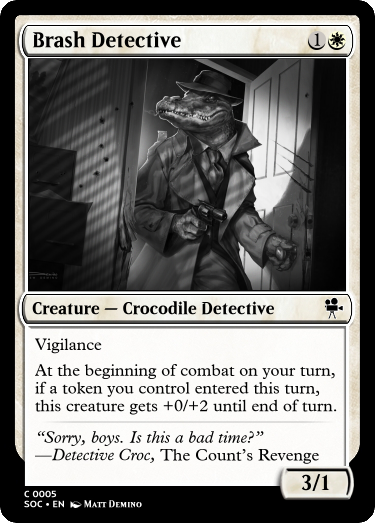 Brash Detective
1
Creature — Crocodile Detective
Vigilance
At the beginning of combat on your turn,
if a token you control entered this turn,
this creature gets +0/+2 until end of turn.
“Sorry, boys. Is this a bad time?”
—Detective Croc, The Count’s Revenge
3/1
C 0005
SOC • EN MATT DEMINO